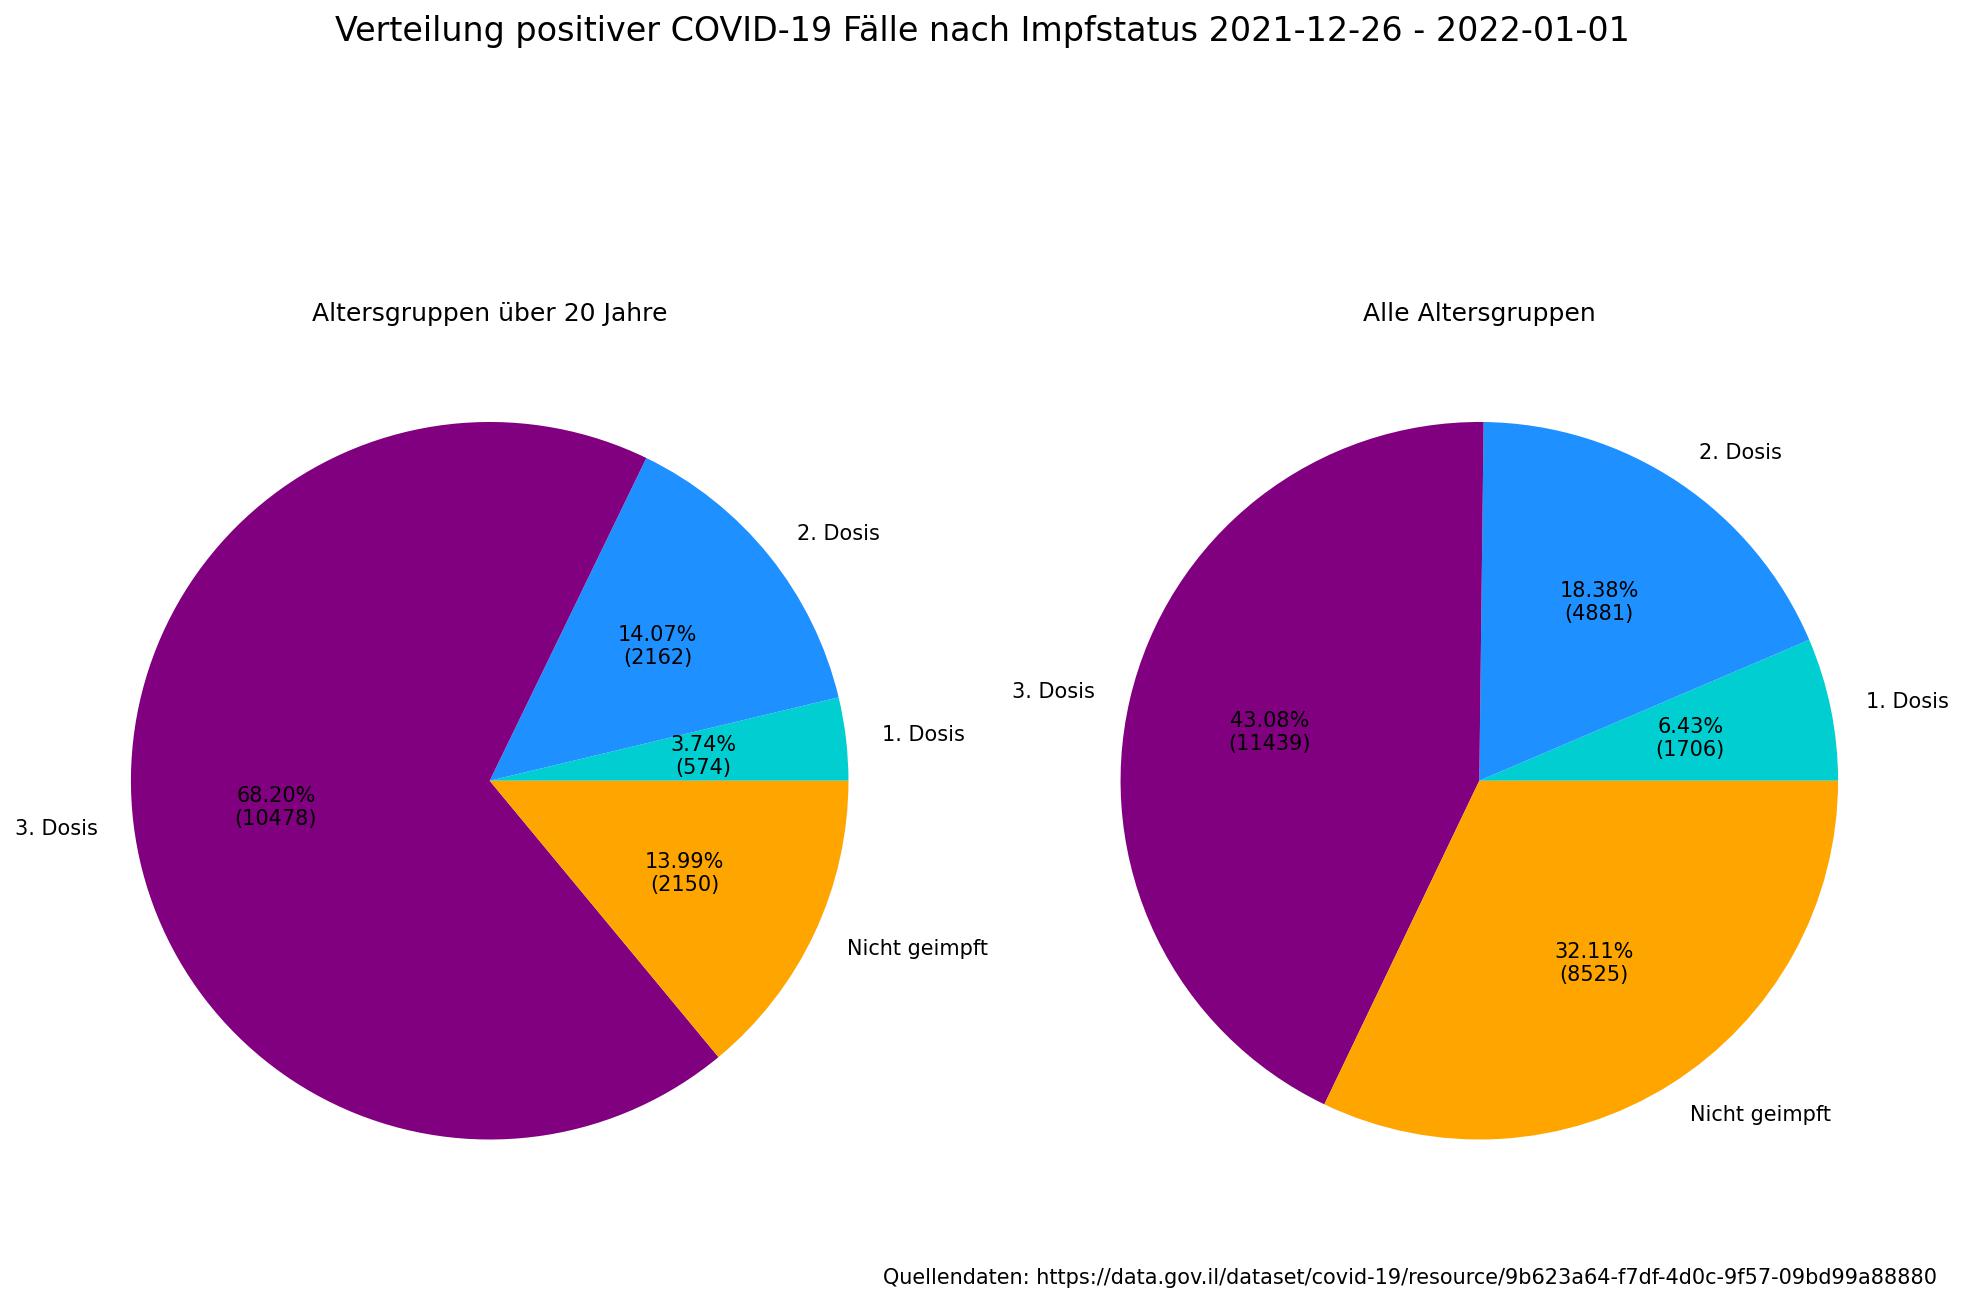 Verteilung positiver COVID-19 Fälle nach Impfstatus 2021-12-26 - 2022-01-01
Altersgruppen über 20 Jahre
2. Dosis
14.07%
(2162)
1. Dosis
3.74%
(574)
68.20%
(10478)
3. Dosis
13.99%
(2150)
Nicht geimpft
Alle Altersgruppen
2. Dosis
18.38%
(4881)
3. Dosis
1. Dosis
43.08%
(11439)
6.43%
(1706)
32.11%
(8525)
Nicht geimpft
Quellendaten: https://data.gov.il/dataset/covid-19/resource/9b623a64-f7df-4d0c-9f57-09bd99a88880